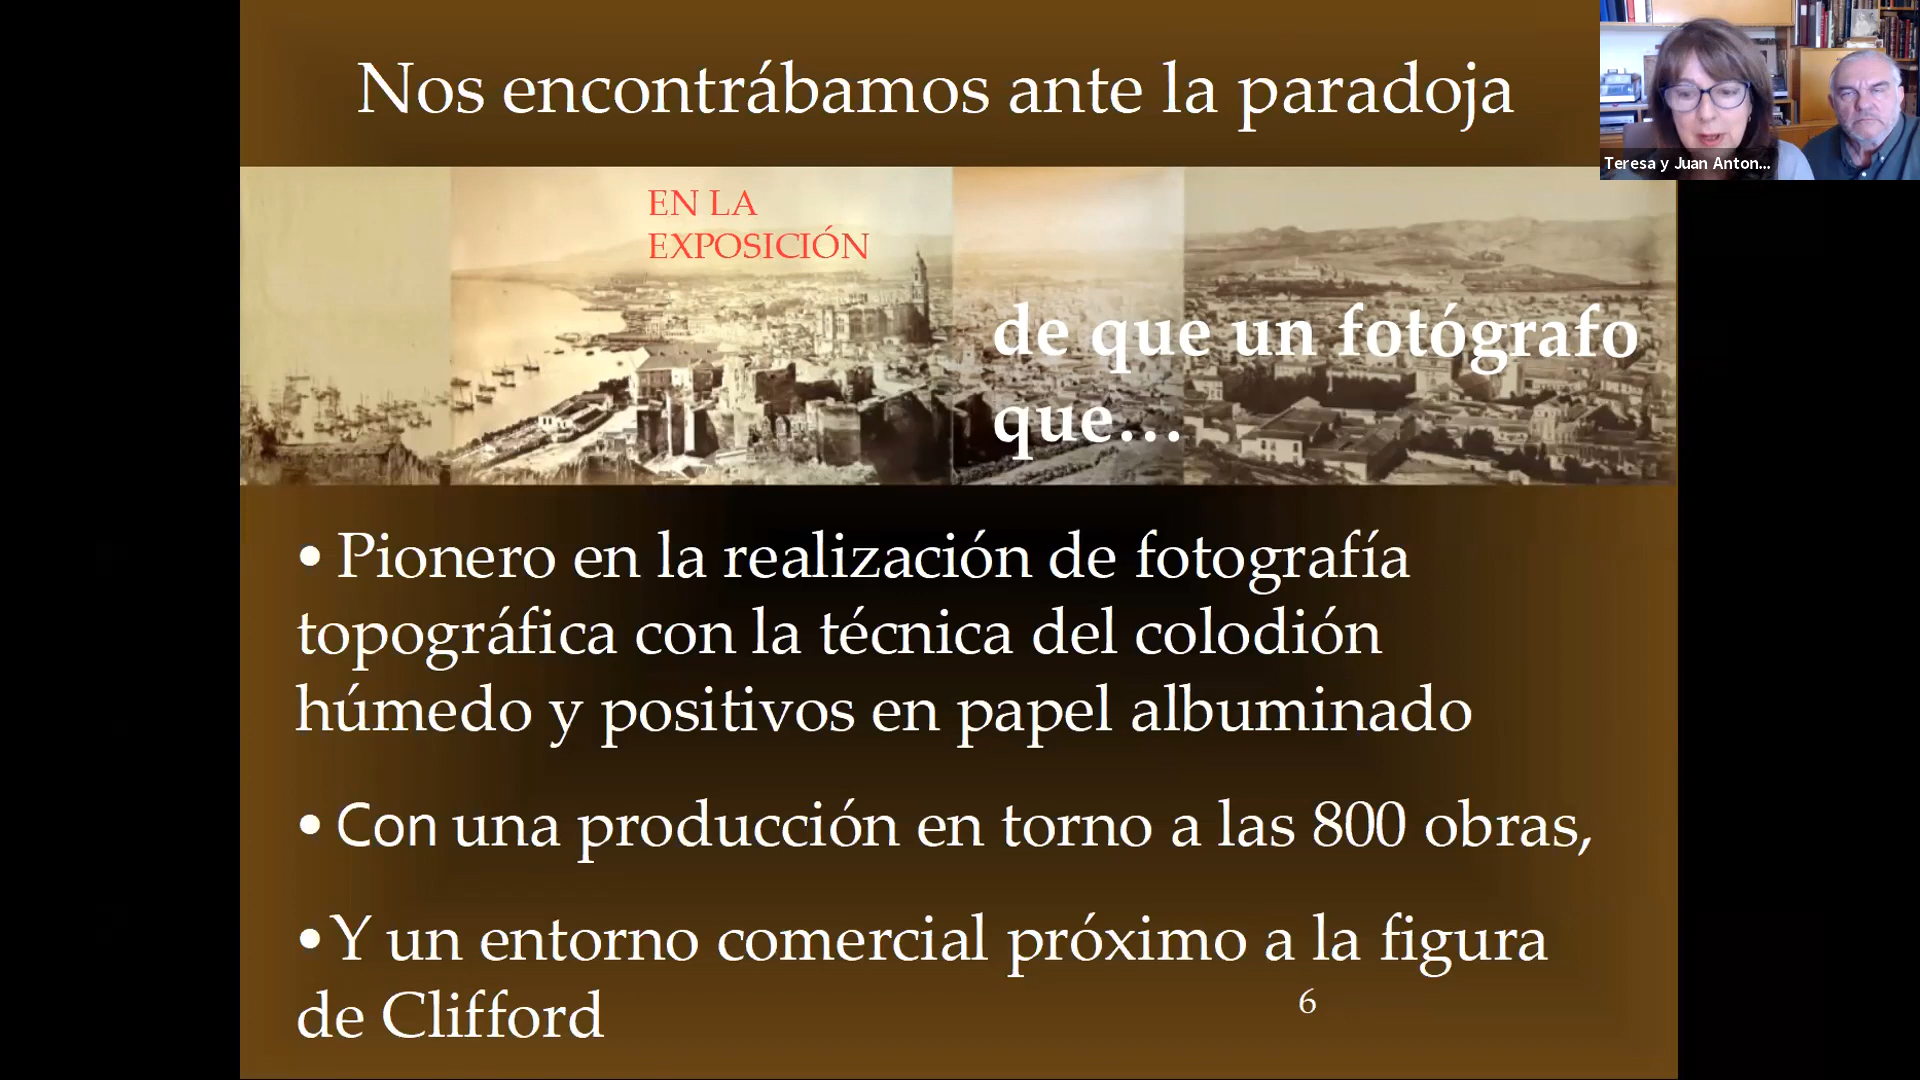 Nos encontrábamos ante la paradoja
Teresa y Juan Anton...
EN LA
EXPOSICIÓN
de que un fotógrafo
que...
• Pionero en la realización de fotografía
topográfica con la técnica del colodión
húmedo y positivos en papel albuminado
• Con una producción en torno a las 800 obras,
• Y un entorno comercial próximo a la figura
de Clifford
6